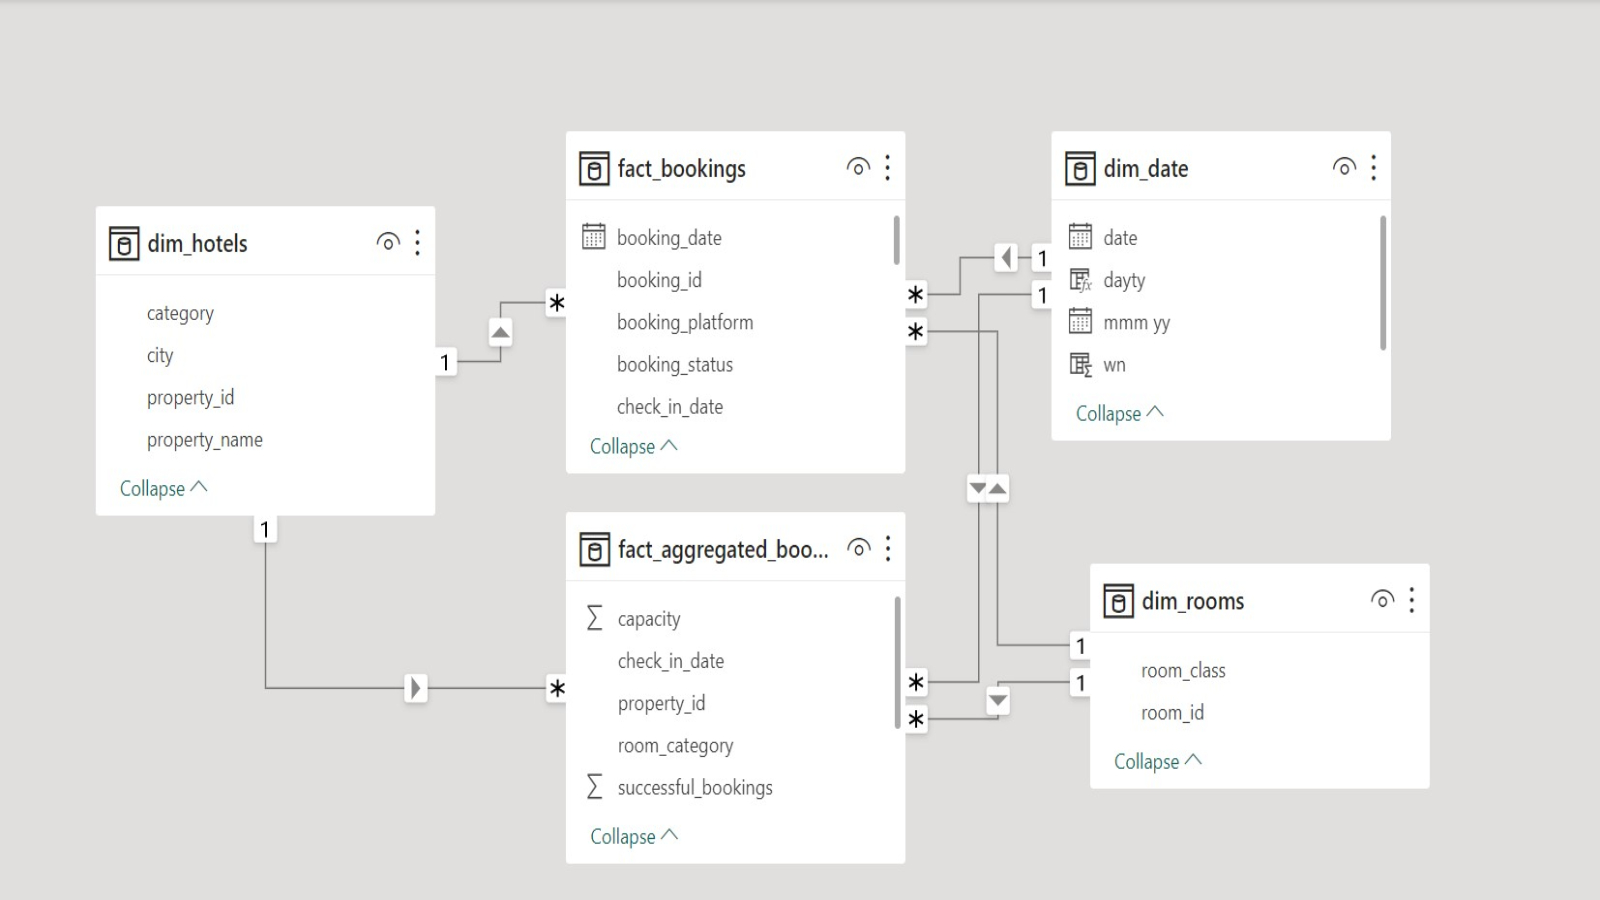 dim_hotels
category
city
property_id
property_name
Collapse
1
1
fact_bookings
booking_date
booking_id
booking_platform
booking_status
check_in_date
Collapse
*
*
*
dim_date
date
dayty
mmm yy
wn
Collapse
1
1
fact_aggregated_boo...
Σ capacity
check_in_date
property_id
room_category
Σ successful_bookings
Collapse
*
*
*
dim_rooms
room_class
room_id
Collapse
1
1